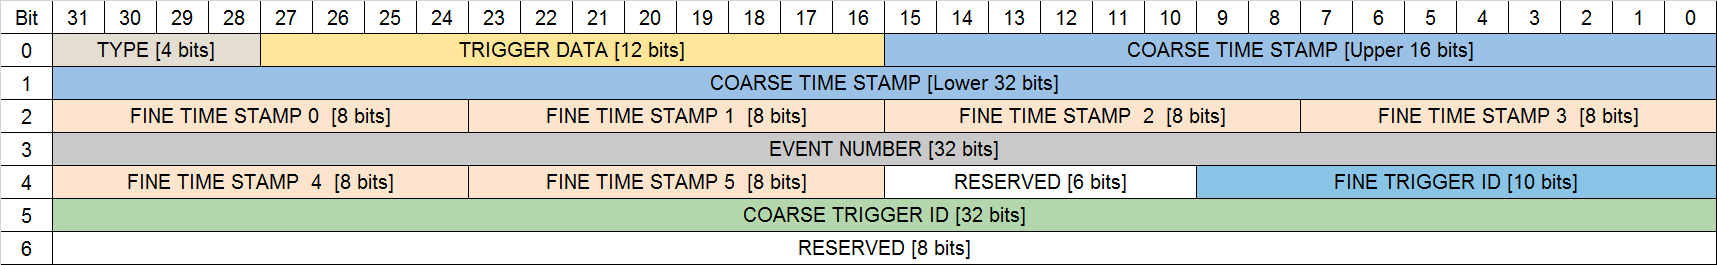 Bit 31 30 29 28 27 26 25 24 23 22 21 20 19 18 17 16 15 14 13 12 11 10 9 8 7 6 5 4 3 2 1 0
0 TYPE [4 bits] TRIGGER DATA [12 bits] COARSE TIME STAMP [Upper 16 bits]
1 COARSE TIME STAMP [Lower 32 bits]
2 FINE TIME STAMP 0 [8 bits] FINE TIME STAMP 1 [8 bits] FINE TIME STAMP 2 [8 bits] FINE TIME STAMP 3 [8 bits]
3 EVENT NUMBER [32 bits]
4 FINE TIME STAMP 4 [8 bits] FINE TIME STAMP 5 [8 bits] RESERVED [6 bits] FINE TRIGGER ID [10 bits]
5 COARSE TRIGGER ID [32 bits]
6 RESERVED [8 bits]